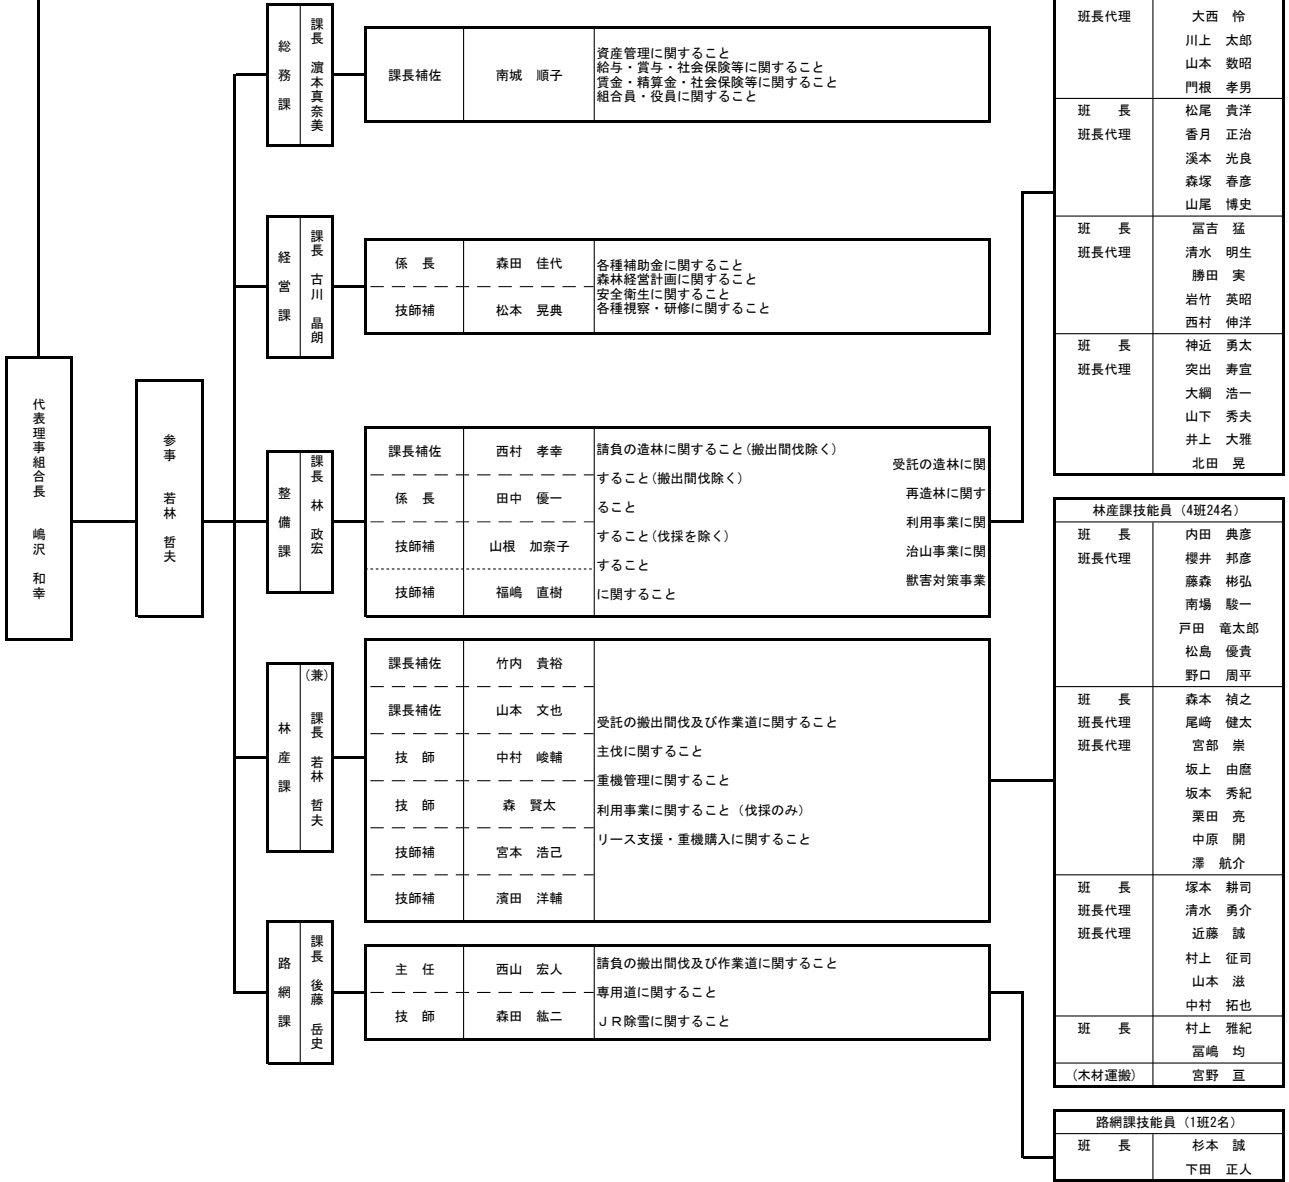 代表理事組合長 嶋沢 和幸
参事 若林 哲夫
総務課
課長 濵本真奈美
課長補佐 南城 順子
資産管理に関すること
給与・賞与・社会保険等に関すること
賃金・精算金・社会保険等に関すること
組合員・役員に関すること
経営課
課長 古川 晶朗
係 長 森田 佳代
技師補 松本 晃典
各種補助金に関すること
森林経営計画に関すること
安全衛生に関すること
各種視察・研修に関すること
整備課
課長 林 政宏
課長補佐 西村 孝幸
係 長 田中 優一
技師補 山根 加奈子
技師補 福嶋 直樹
請負の造林に関すること(搬出間伐除く)
受託の造林に関
すること(搬出間伐除く)
再造林に関す
ること
利用事業に関
すること(伐採を除く)
治山事業に関
すること
獣害対策事業
に関すること
林産課
(兼) 課長 若林 哲夫
課長補佐 竹内 貴裕
課長補佐 山本 文也
技 師 中村 峻輔
技 師 森 賢太
技師補 宮本 浩己
技師補 濱田 洋輔
受託の搬出間伐及び作業道に関すること
主伐に関すること
重機管理に関すること
利用事業に関すること（伐採のみ）
リース支援・重機購入に関すること
路網課
課長 後藤 岳史
主 任 西山 宏人
技 師 森田 紘二
請負の搬出間伐及び作業道に関すること
専用道に関すること
ＪＲ除雪に関すること
班長代理 大西 怜
川上 太郎
山本 数昭
門根 孝男
班 長 松尾 貴洋
班長代理 香月 正治
溪本 光良
森塚 春彦
山尾 博史
班 長 冨吉 猛
班長代理 清水 明生
勝田 実
岩竹 英昭
西村 伸洋
班 長 神近 勇太
班長代理 突出 寿宣
大綱 浩一
山下 秀夫
井上 大雅
北田 晃
林産課技能員（4班24名）
班 長 内田 典彦
班長代理 櫻井 邦彦
藤森 彬弘
南場 駿一
戸田 竜太郎
松島 優貴
野口 周平
班 長 森本 禎之
班長代理 尾﨑 健太
班長代理 宮部 崇
坂上 由麿
坂本 秀紀
栗田 亮
中原 開
澤 航介
班 長 塚本 耕司
班長代理 清水 勇介
班長代理 近藤 誠
村上 征司
山本 滋
中村 拓也
班 長 村上 雅紀
冨嶋 均
(木材運搬) 宮野 亘
路網課技能員（1班2名）
班 長 杉本 誠
下田 正人